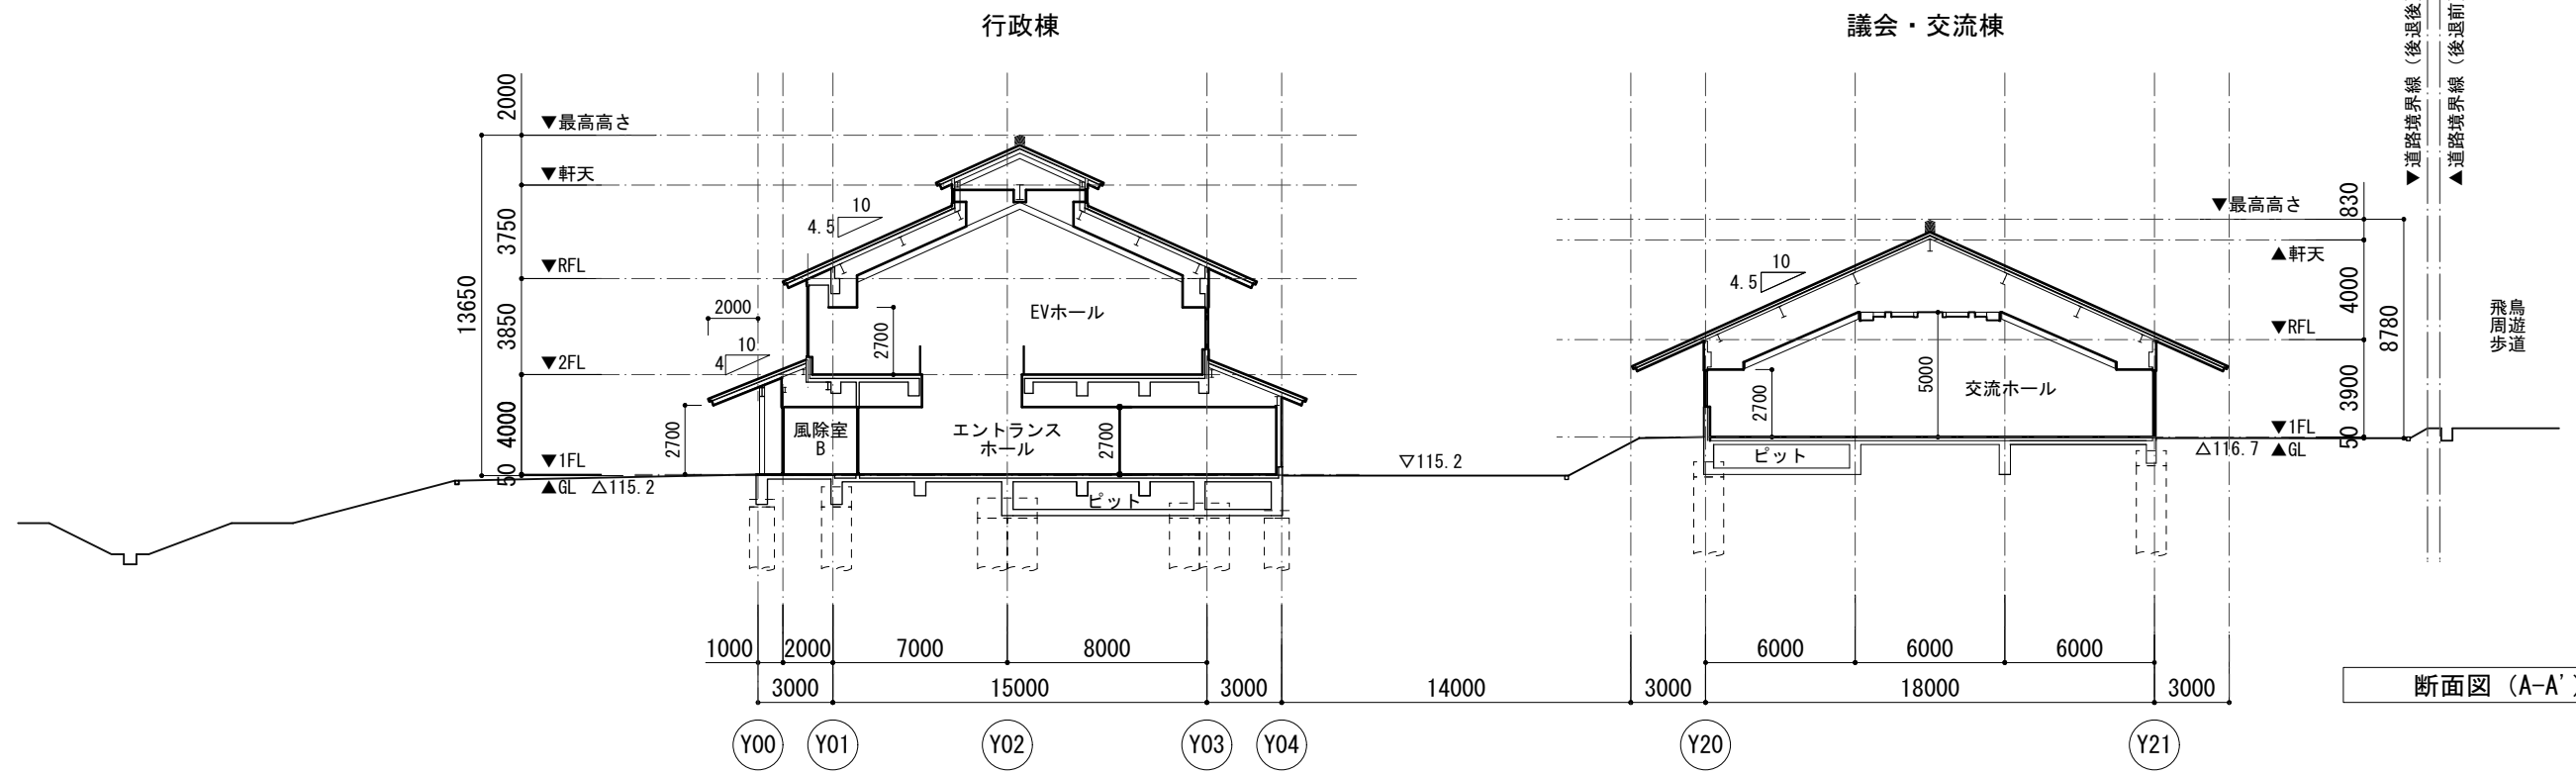 行政棟
議会・交流棟
▼道路境界線（後退後
▲道路境界線（後退前
2000
▼最高高さ
▼軒天
10
4.5
3750
▼RFL
13650
2000
3850
EVホール
2700
10
4
▼2FL
4000
2700
風除室
B
エントランス
ホール
2700
▼1FL
50
▲GL △115.2
ピット
▽115.2
▼最高高さ
830
▲軒天
10
4.5
4000
▼RFL
8780
飛鳥
周遊
歩道
2700
5000
交流ホール
3900
▼1FL
50
△116.7 ▲GL
ピット
1000
2000
7000
8000
6000
6000
6000
3000
15000
3000
14000
3000
18000
3000
断面図（A-A'）
Y00
Y01
Y02
Y03
Y04
Y20
Y21